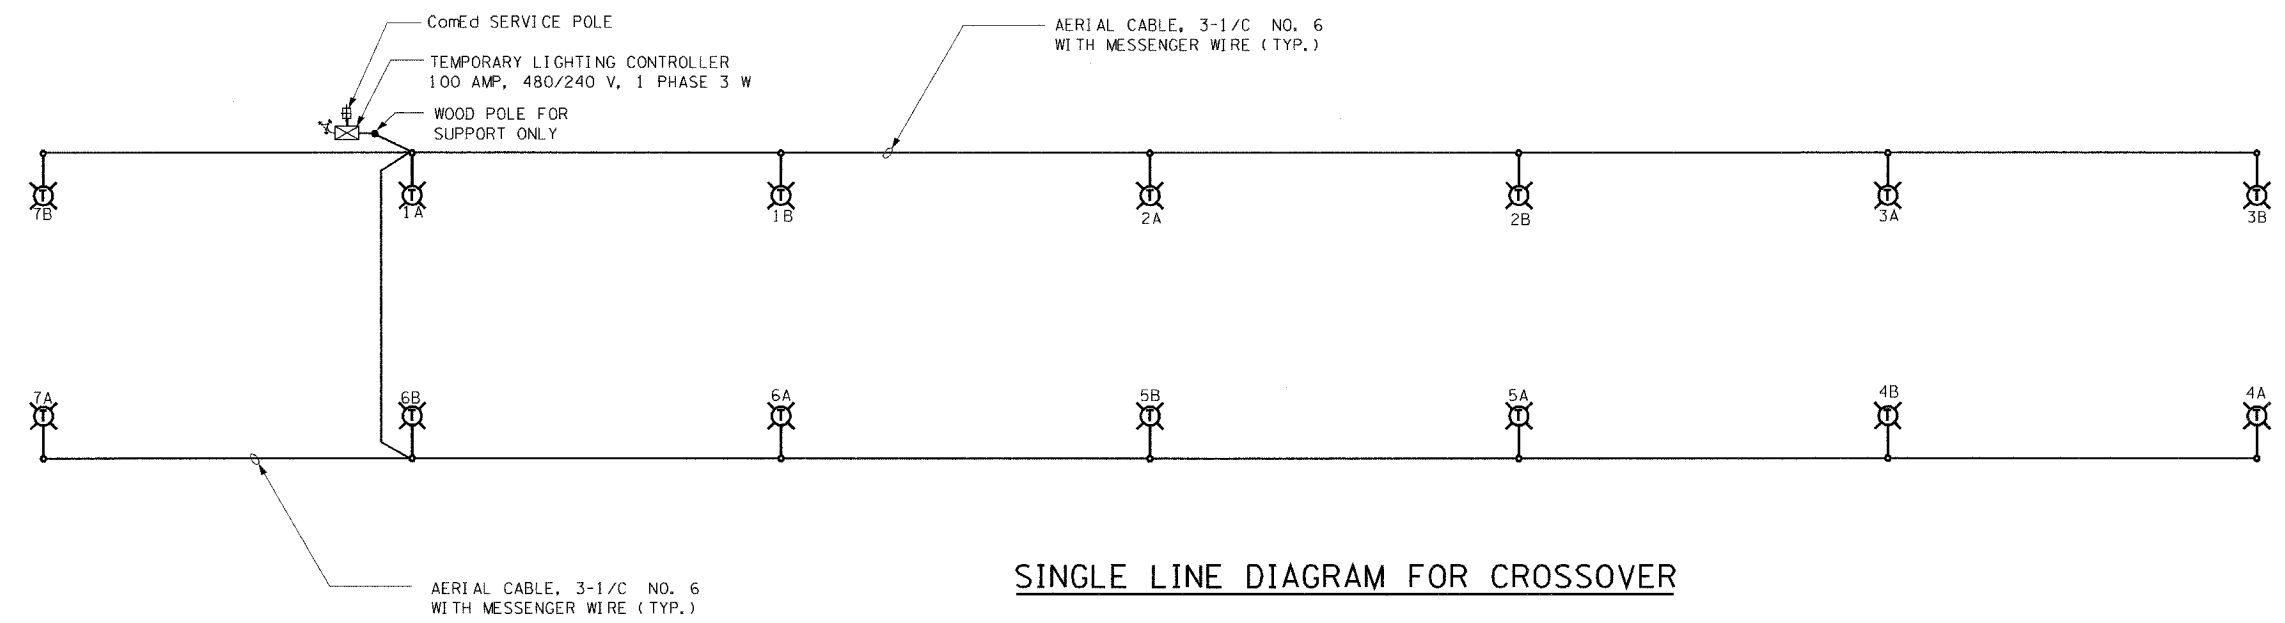 ComEd SERVICE POLE
TEMPORARY LIGHTING CONTROLLER
100 AMP, 480/240 V, 1 PHASE 3 W
WOOD POLE FOR
SUPPORT ONLY
AERIAL CABLE, 3-1/C NO. 6
WITH MESSENGER WIRE (TYP.)
T T T T T T T
7B 1A 1B 2A 2B 3A 3B
7A 6B 6A 5B 5A 4B 4A
T T T T T T T
AERIAL CABLE, 3-1/C NO. 6
WITH MESSENGER WIRE (TYP.)
SINGLE LINE DIAGRAM FOR CROSSOVER